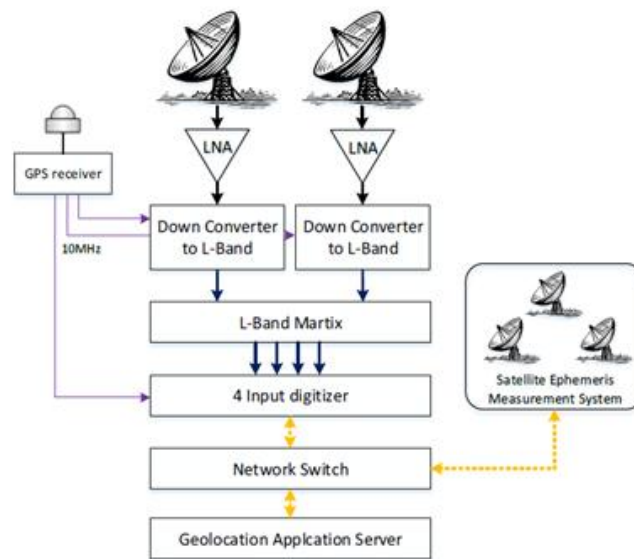 LNA
LNA
GPS receiver
10MHz
Down Converter
to L-Band
Down Converter
to L-Band
L-Band Martix
4 Input digitizer
Satellite Ephemeris
Measurement System
Network Switch
Geolocation Applcation Server